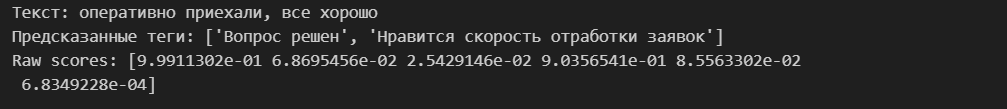 Текст: оперативно приехали, все хорошо
Предсказанные теги: ['Вопрос решен', 'Нравится скорость отработки заявок']
Raw scores: [9.9911302e-01 6.8695456e-02 2.5429146e-02 9.0356541e-01 8.5563302e-02
 6.8349228e-04]